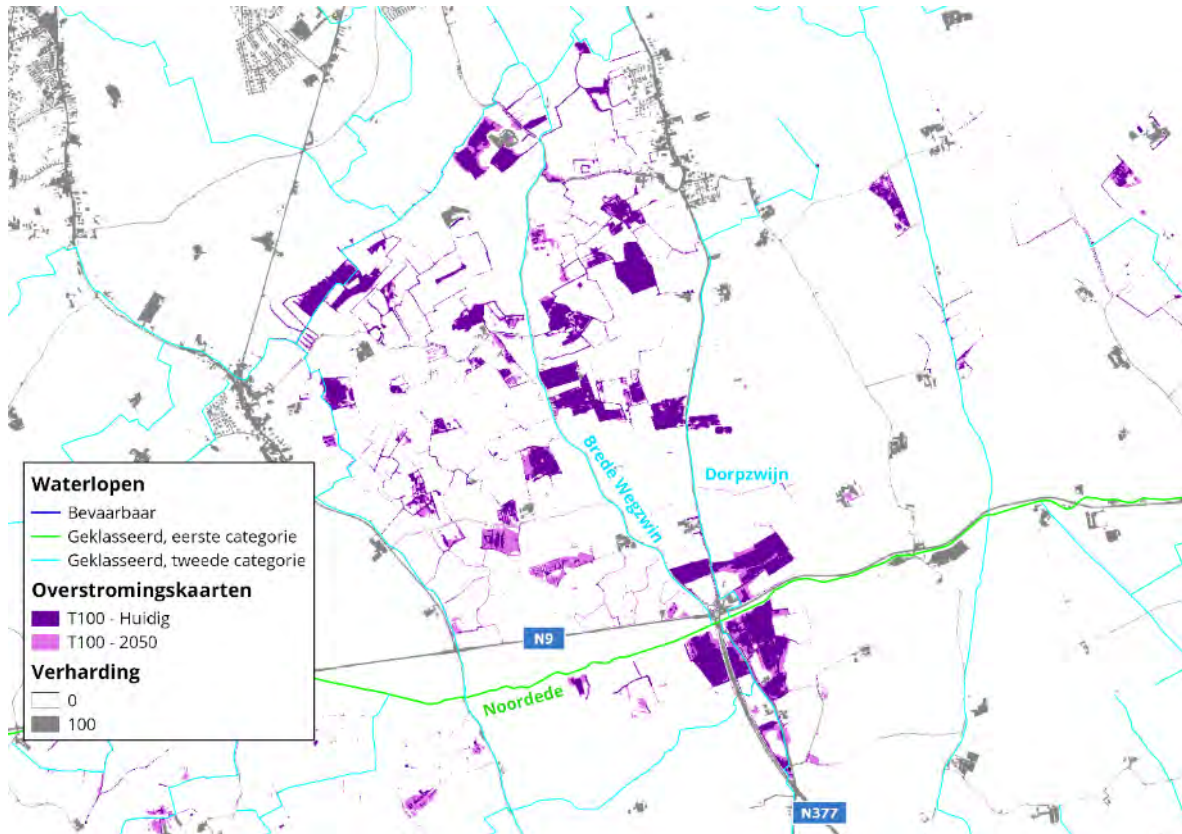 Brede Wegzwin
Dorpzwijn
Waterlopen
Bevaarbaar
Geklasseerd, eerste categorie
Geklasseerd, tweede categorie
Overstromingskaarten
T100 - Huidig
T100 - 2050
Verharding
0
100
N9
Noordede
N377